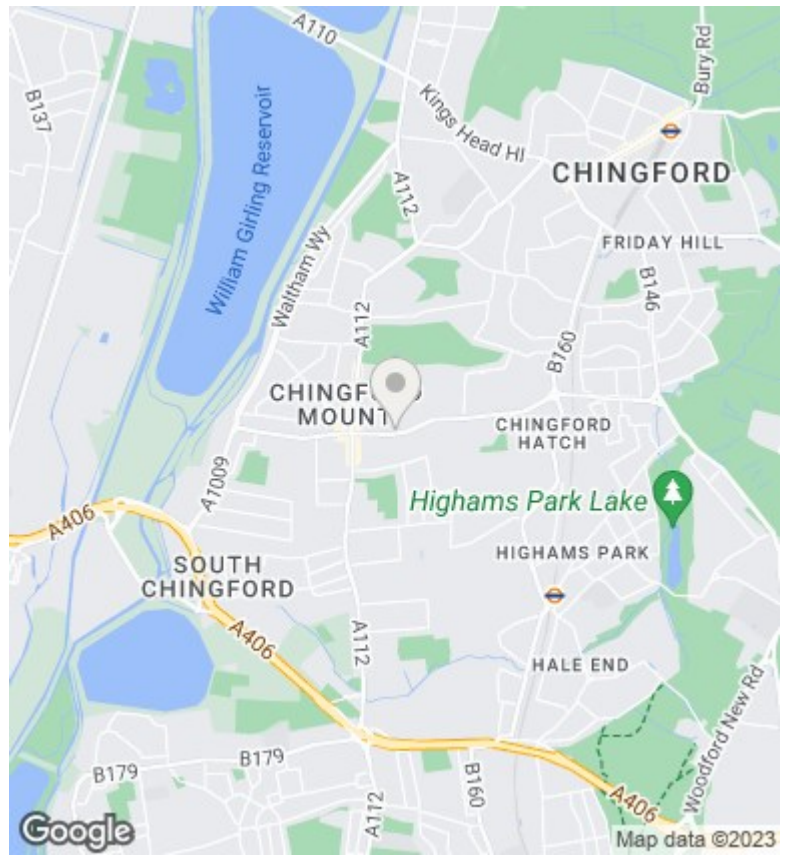 A110
Bury Rd
B137
William Girling Reservoir
Kings Head Hl
CHINGFORD
A112
FRIDAY HILL
Waltham Wy
B146
A112
B160
CHINGFORD
MOUNT
CHINGFORD
HATCH
A1009
Highams Park Lake
A406
HIGHAMS PARK
SOUTH
CHINGFORD
A406
A112
HALE END
Woodford New Rd
B179
B179
A112
B160
A406
Google
Map data ©2023